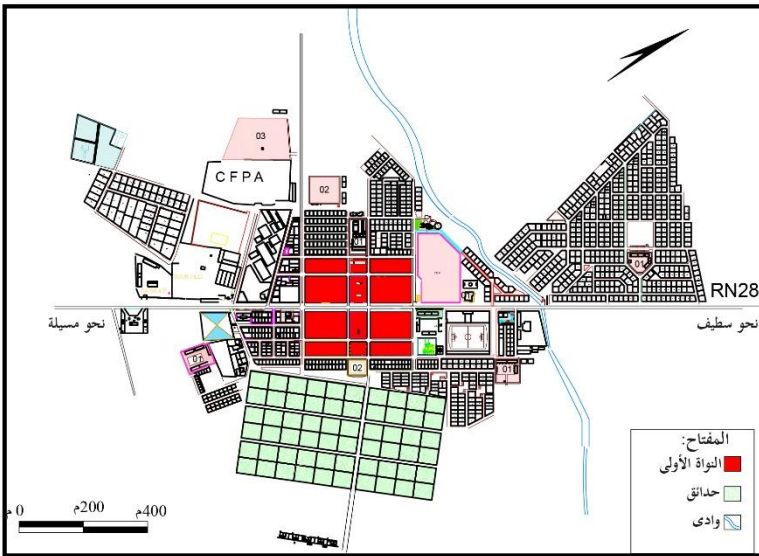 03
CFPA
02
01
RN28
نحو مسيلة
نحو سطيف
01
02
01
المفتاح:
النواة الأولى
حدائق
وادي
0 م 200م 400م